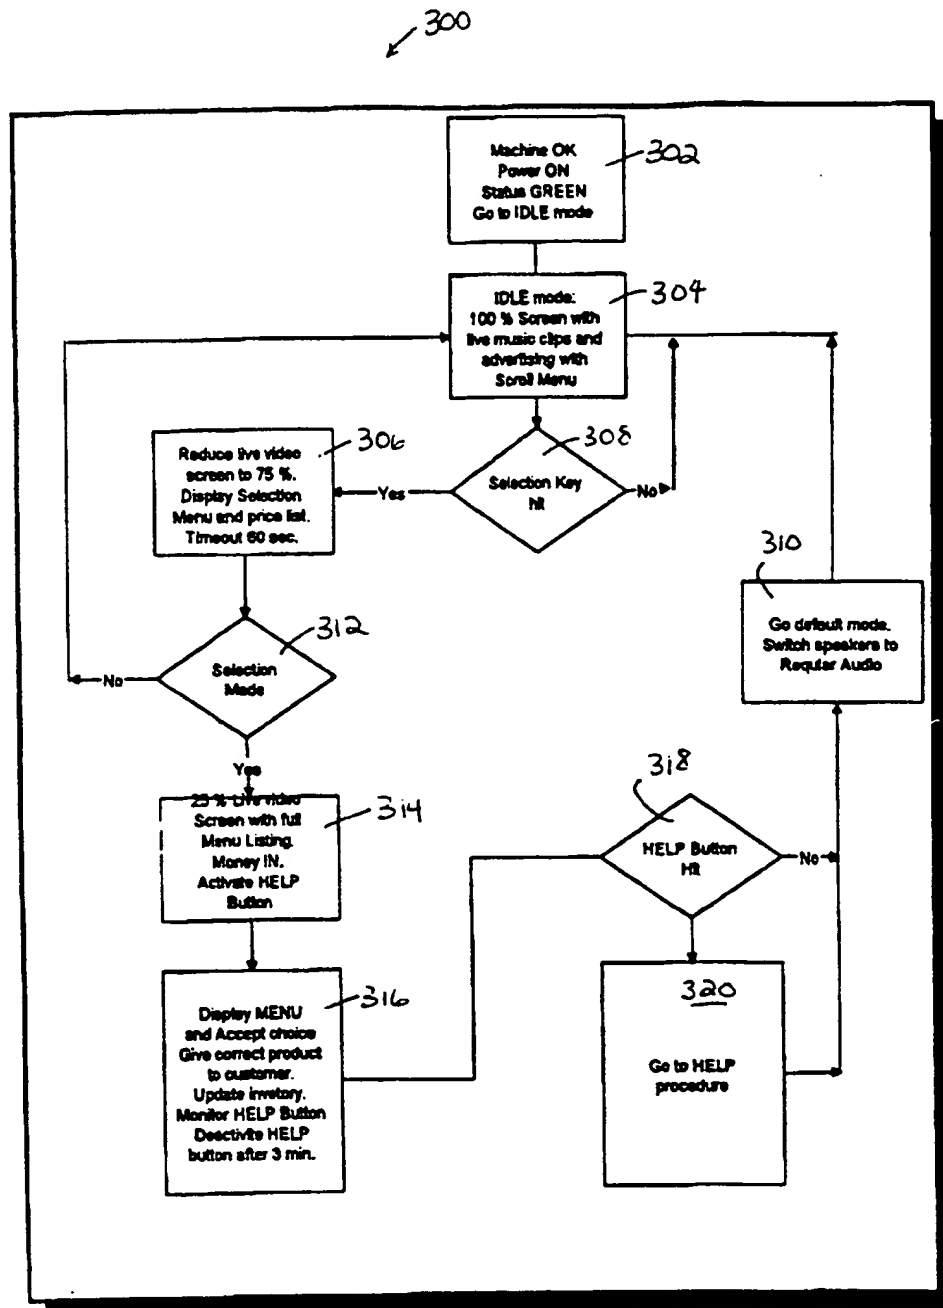 300
Machine OK
Power ON
Status GREEN
Go to IDLE mode
302
IDLE mode:
100 % Screen with
live music clips and
advertising with
Scroll Menu
304
Selection Key
hit
308
No
Yes
Reduce live video
screen to 75 %.
Display Selection
Menu and price list.
Timeout 60 sec.
306
Selection
Made
312
No
Yes
25 % Live video
Screen with full
Menu Listing.
Money IN.
Activate HELP
Button
314
Display MENU
and Accept choice
Give correct product
to customer.
Update invetory.
Monitor HELP Button
Deactivite HELP
button after 3 min.
316
HELP Button
Hit
318
No
320
Go to HELP
procedure
310
Go default mode.
Switch speakers to
Reqular Audio